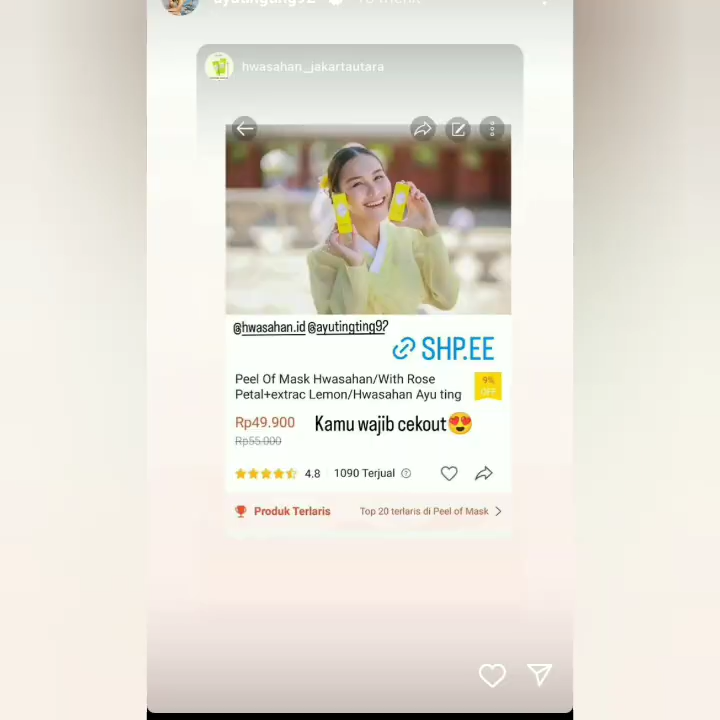 hwasahan_jakartautara
@hwasahan.id @ayutingting92
SHP.EE
Peel Of Mask Hwasahan/With Rose
Petal+extrac Lemon/Hwasahan Ayu ting
9%
OFF
Rp49.900
Kamu wajib cekout
Rp55.000
4.8
1090 Terjual
Produk Terlaris
Top 20 terlaris di Peel of Mask